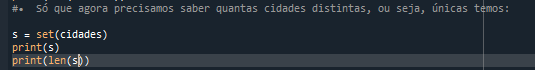 #• Só que agora precisamos saber quantas cidades distintas, ou seja, únicas temos:
s = set(cidades)
print(s)
print(len(s))